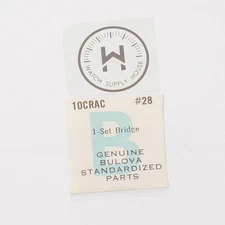 W
WATCH SUPPLY HOUSE
10CRAC #28
B
1-Set Bridge
GENUINE
BULOVA
STANDARDIZED
PARTS